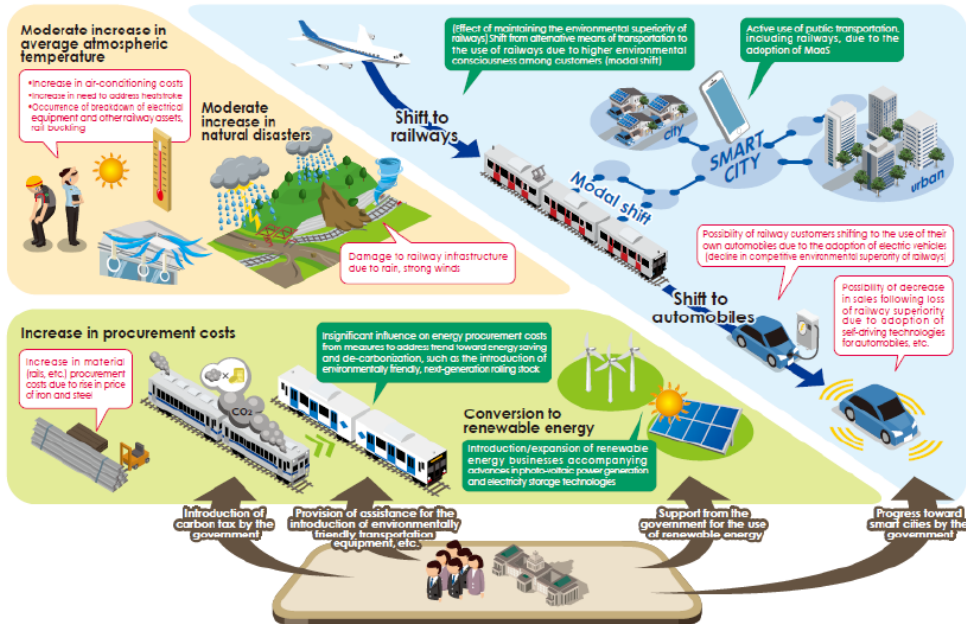 Moderate increase in
average atmospheric
temperature
•Increase in air-conditioning costs
•Increase in need to address heatstroke
•Occurrence of breakdown of electrical
equipment and other railway assets,
rail buckling
Moderate
increase in
natural disasters
Damage to railway infrastructure
due to rain, strong winds
(Effect of maintaining the environmental superiority of
railways) Shift from alternative means of transportation to
the use of railways due to higher environmental
consciousness among customers (modal shift)
Active use of public transportation,
including railways, due to the
adoption of MaaS
Shift to
railways
city
SMART
CITY
urban
Modal shift
Possibility of railway customers shifting to the use of their
own automobiles due to the adoption of electric vehicles
(decline in competitive environmental superiority of railways)
Shift to
automobiles
Possibility of decrease
in sales following loss
of railway superiority
due to adoption of
self-driving technologies
for automobiles, etc.
Increase in procurement costs
Increase in material
(rails, etc.) procurement
costs due to rise in price
of iron and steel
CO2
Insignificant influence on energy procurement costs
from measures to address trend toward energy saving
and de-carbonization, such as the introduction of
environmentally friendly, next-generation rolling stock
Conversion to
renewable energy
Introduction/expansion of renewable
energy businesses accompanying
advances in photo-voltaic power generation
and electricity storage technologies
Introduction of
carbon tax by the
government
Provision of assistance for the
introduction of environmentally
friendly transportation
equipment, etc.
Support from the
government for the use
of renewable energy
Progress toward
smart cities by the
government